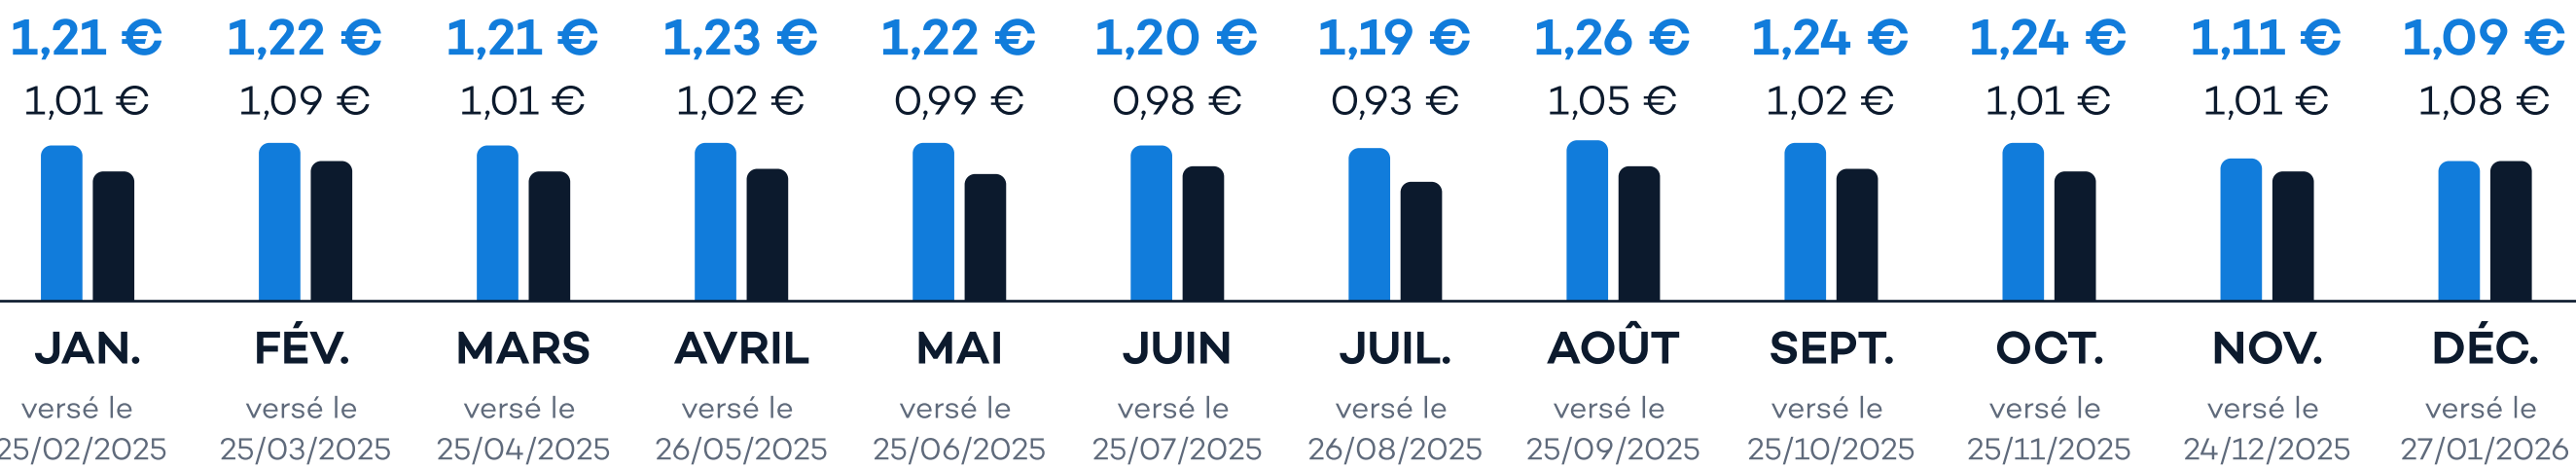 1,21 € 1,22 € 1,21 € 1,23 € 1,22 € 1,20 € 1,19 € 1,26 € 1,24 € 1,24 € 1,11 € 1,09 €
1,01 € 1,09 € 1,01 € 1,02 € 0,99 € 0,98 € 0,93 € 1,05 € 1,02 € 1,01 € 1,01 € 1,08 €
JAN. FÉV. MARS AVRIL MAI JUIN JUIL. AOÛT SEPT. OCT. NOV. DÉC.
versé le versé le versé le versé le versé le versé le versé le versé le versé le versé le versé le versé le
25/02/2025 25/03/2025 25/04/2025 26/05/2025 25/06/2025 25/07/2025 26/08/2025 25/09/2025 25/10/2025 25/11/2025 24/12/2025 27/01/2026